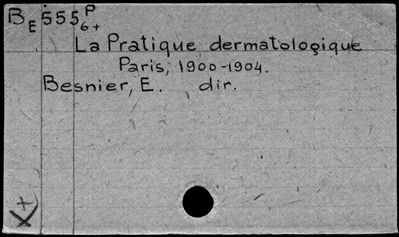 BE 555 6+ P
La Pratique dermatologique
Paris, 1900-1904.
Besnier, E. dir.
X+